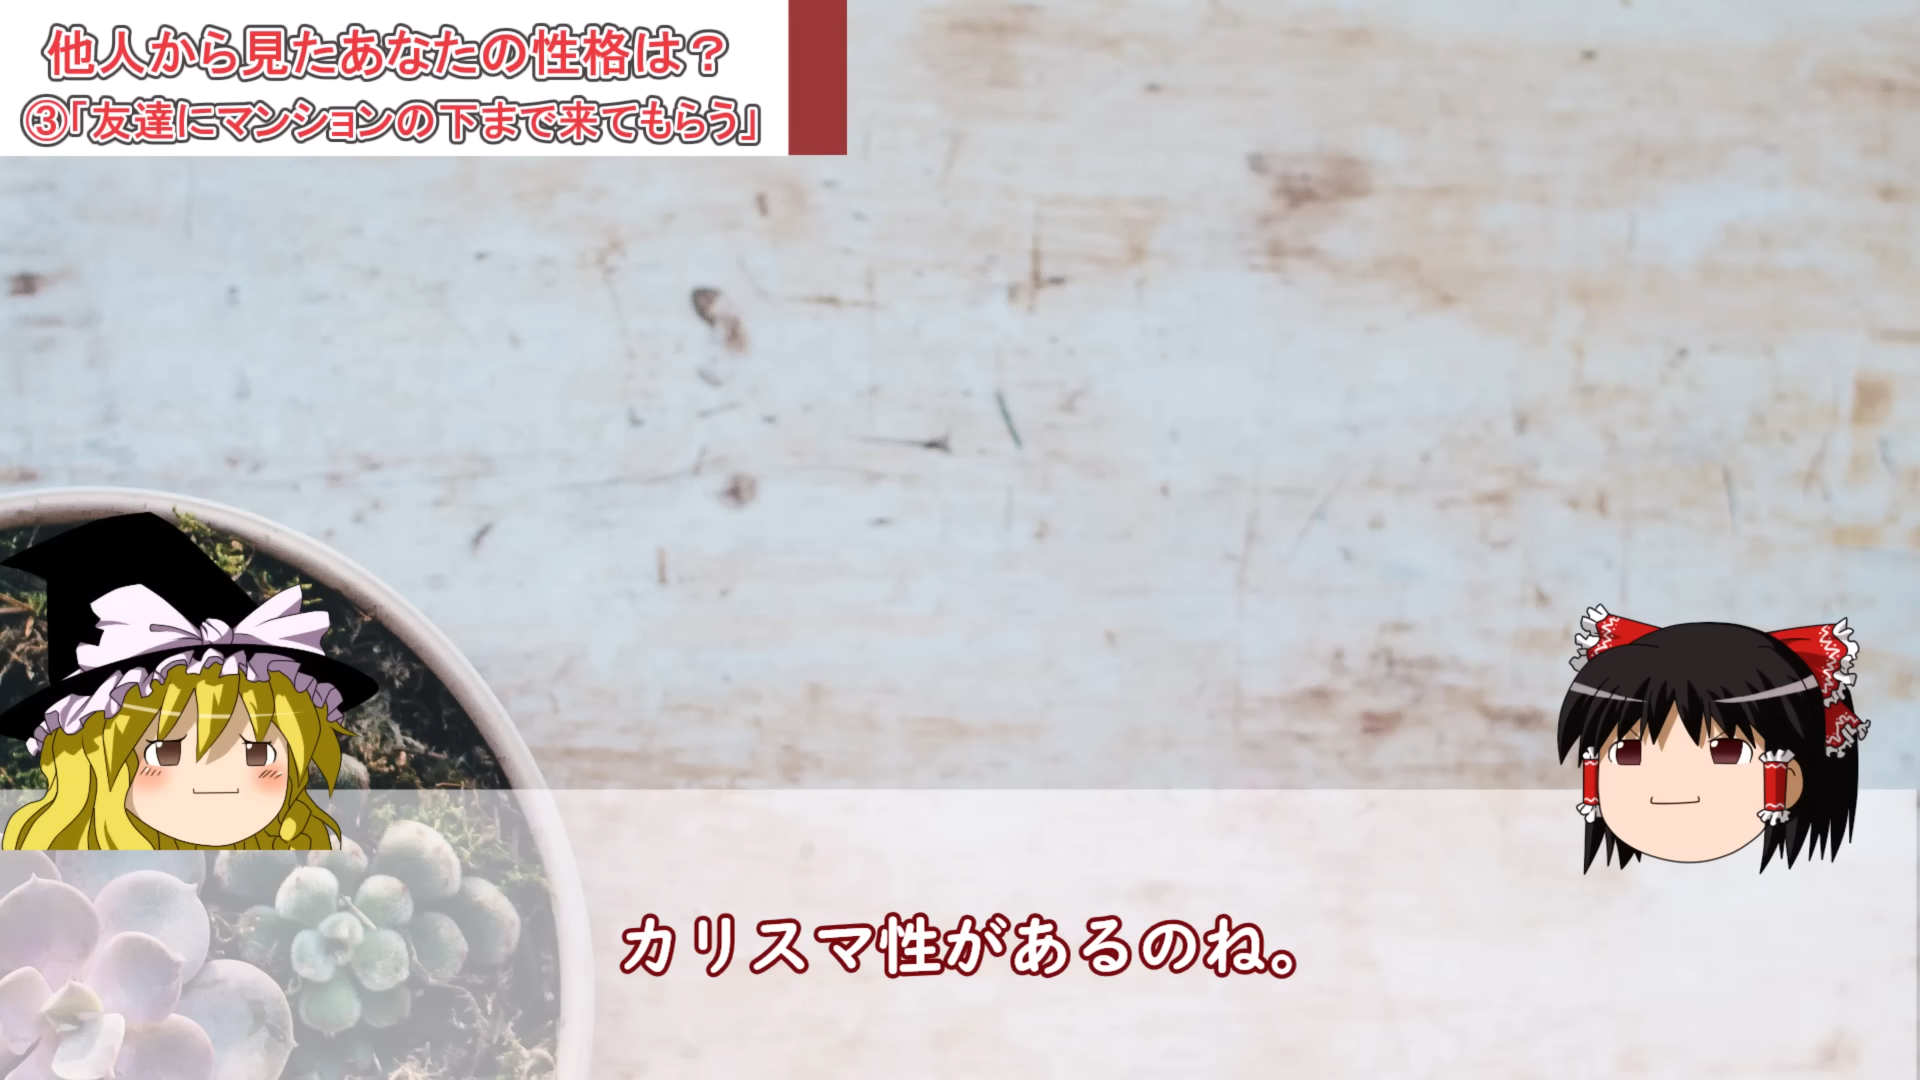 他人から見たあなたの性格は？
③「友達にマンションの下まで来てもらう」
カリスマ性があるのね。